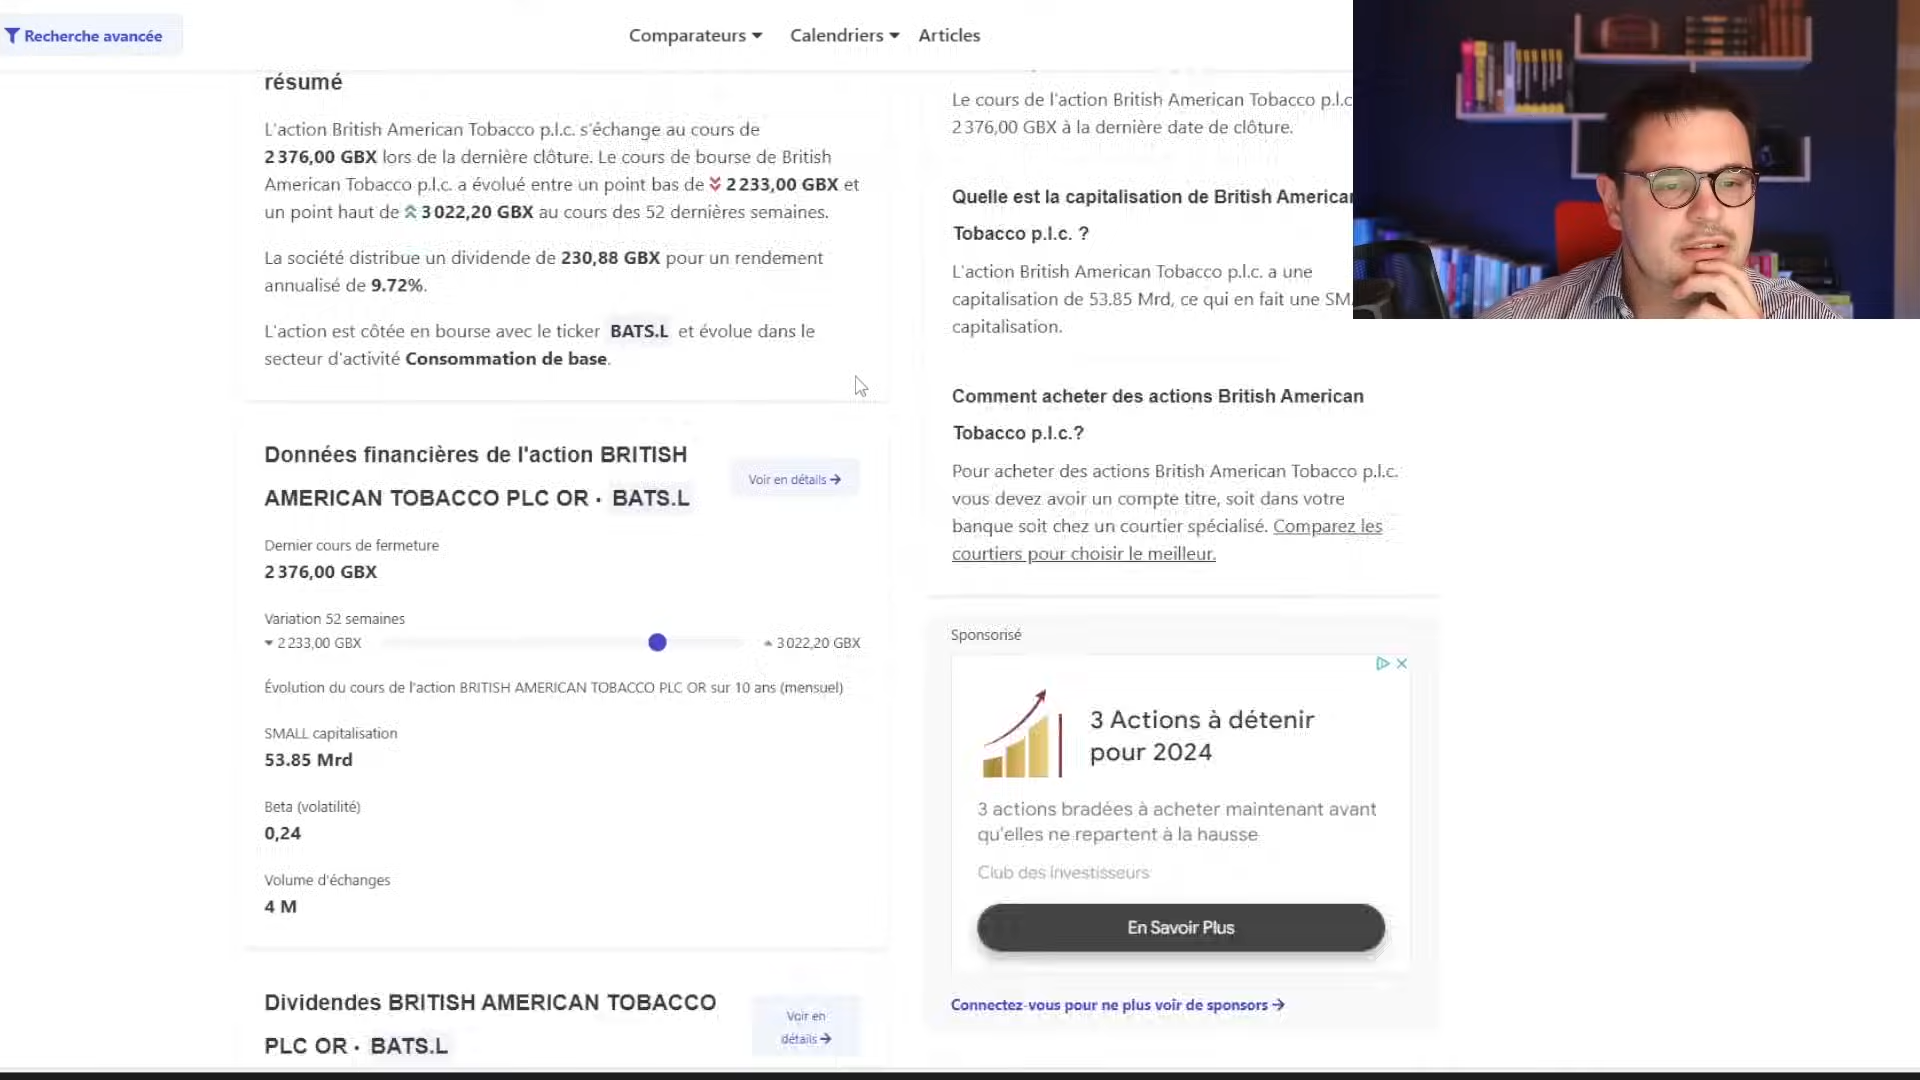 Recherche avancée
Comparateurs
Calendriers
Articles
résumé
L'action British American Tobacco p.l.c. s'échange au cours de
2 376,00 GBX lors de la dernière clôture. Le cours de bourse de British
American Tobacco p.l.c. a évolué entre un point bas de 2 233,00 GBX et
un point haut de 3 022,20 GBX au cours des 52 dernières semaines.
La société distribue un dividende de 230,88 GBX pour un rendement
annualisé de 9.72%.
L'action est côtée en bourse avec le ticker BATS.L et évolue dans le
secteur d'activité Consommation de base.
Données financières de l'action BRITISH
AMERICAN TOBACCO PLC OR · BATS.L
Voir en détails →
Dernier cours de fermeture
2 376,00 GBX
Variation 52 semaines
2 233,00 GBX
3 022,20 GBX
Évolution du cours de l'action BRITISH AMERICAN TOBACCO PLC OR sur 10 ans (mensuel)
SMALL capitalisation
53.85 Mrd
Beta (volatilité)
0,24
Volume d'échanges
4 M
Dividendes BRITISH AMERICAN TOBACCO
PLC OR · BATS.L
Voir en
détails →
Le cours de l'action British American Tobacco p.l.c
2 376,00 GBX à la dernière date de clôture.
Quelle est la capitalisation de British American
Tobacco p.l.c. ?
L'action British American Tobacco p.l.c. a une
capitalisation de 53.85 Mrd, ce qui en fait une SM
capitalisation.
Comment acheter des actions British American
Tobacco p.l.c.?
Pour acheter des actions British American Tobacco p.l.c.
vous devez avoir un compte titre, soit dans votre
banque soit chez un courtier spécialisé. Comparez les
courtiers pour choisir le meilleur.
Sponsorisé
3 Actions à détenir
pour 2024
3 actions bradées à acheter maintenant avant
qu'elles ne repartent à la hausse
Club des Investisseurs
En Savoir Plus
Connectez-vous pour ne plus voir de sponsors →